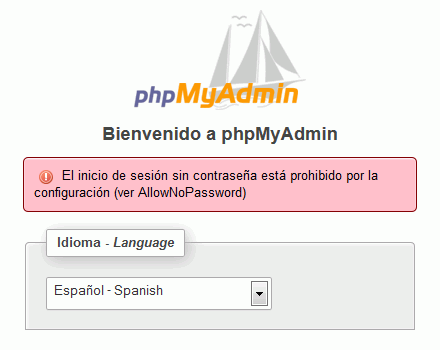 phpMyAdmin
Bienvenido a phpMyAdmin
El inicio de sesión sin contraseña está prohibido por la
configuración (ver AllowNoPassword)
Idioma - Language
Español - Spanish